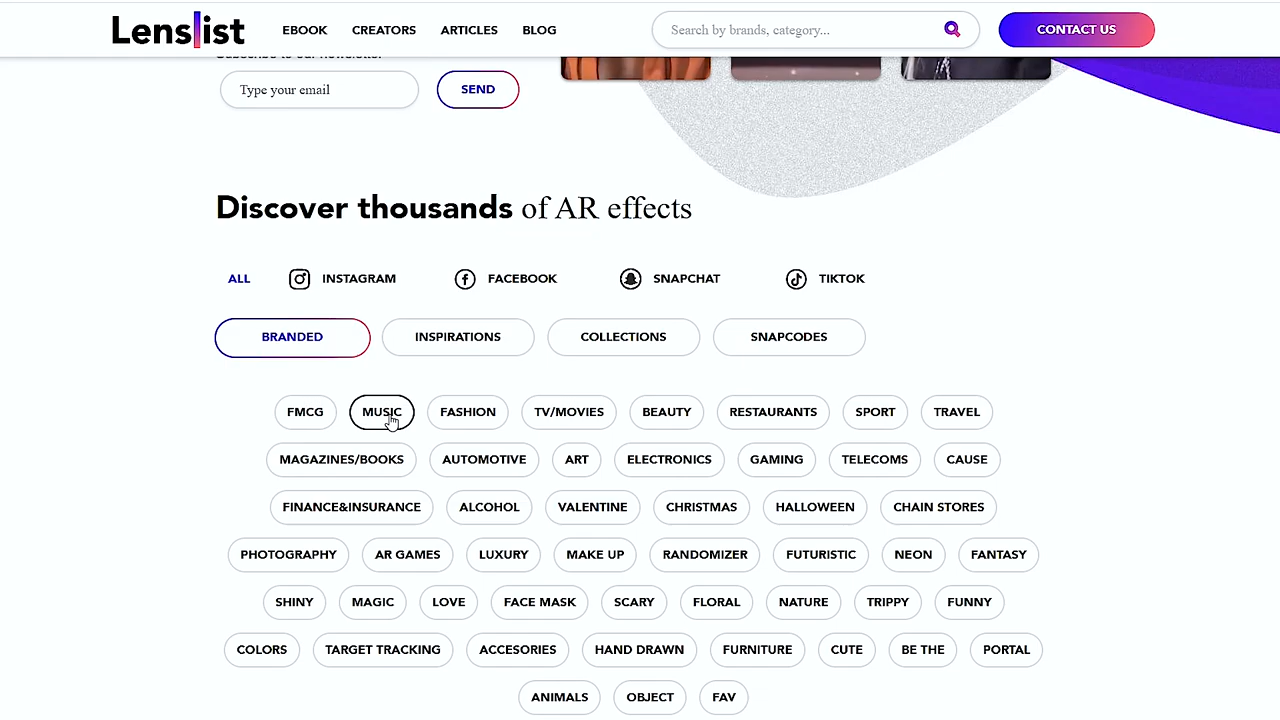 Lenslist EBOOK CREATORS ARTICLES BLOG Search by brands, category... CONTACT US
Subscribe to our newsletter
Type your email SEND
Discover thousands of AR effects
ALL INSTAGRAM FACEBOOK SNAPCHAT TIKTOK
BRANDED INSPIRATIONS COLLECTIONS SNAPCODES
FMCG MUSIC FASHION TV/MOVIES BEAUTY RESTAURANTS SPORT TRAVEL
MAGAZINES/BOOKS AUTOMOTIVE ART ELECTRONICS GAMING TELECOMS CAUSE
FINANCE&INSURANCE ALCOHOL VALENTINE CHRISTMAS HALLOWEEN CHAIN STORES
PHOTOGRAPHY AR GAMES LUXURY MAKE UP RANDOMIZER FUTURISTIC NEON FANTASY
SHINY MAGIC LOVE FACE MASK SCARY FLORAL NATURE TRIPPY FUNNY
COLORS TARGET TRACKING ACCESORIES HAND DRAWN FURNITURE CUTE BE THE PORTAL
ANIMALS OBJECT FAV